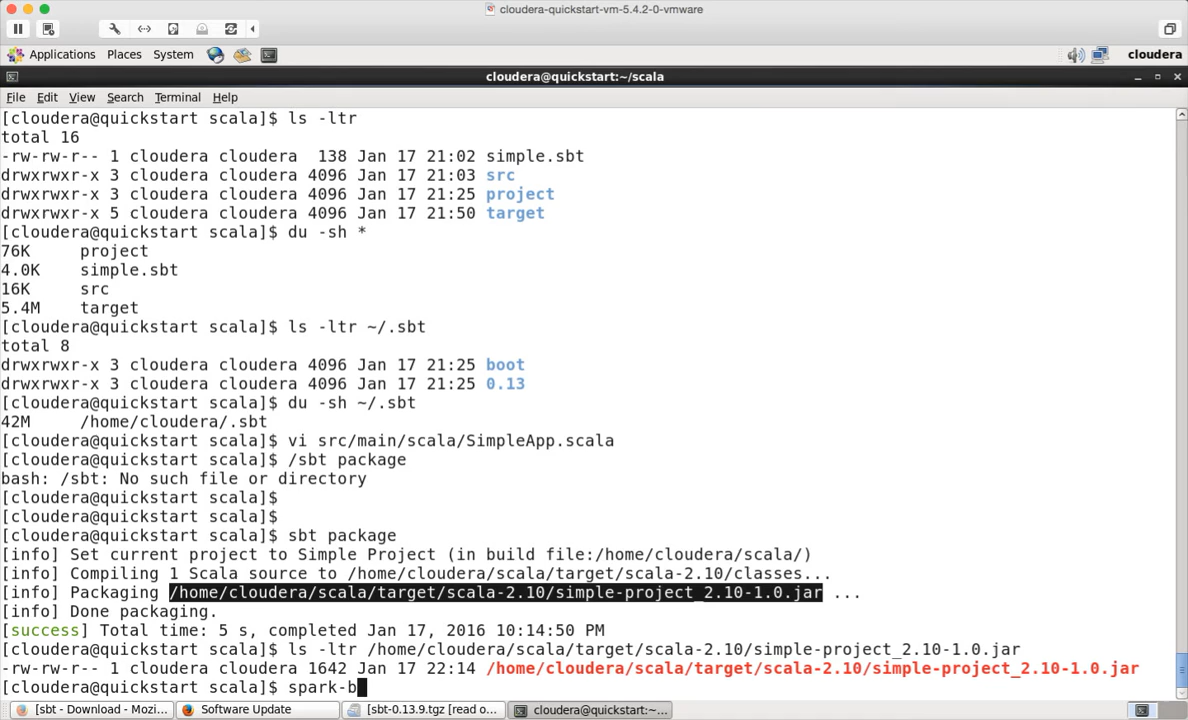 cloudera-quickstart-vm-5.4.2-0-vmware
Applications Places System cloudera
cloudera@quickstart:~/scala
File Edit View Search Terminal Help
[cloudera@quickstart scala]$ ls -ltr
total 16
-rw-rw-r-- 1 cloudera cloudera  138 Jan 17 21:02 simple.sbt
drwxrwxr-x 3 cloudera cloudera 4096 Jan 17 21:03 src
drwxrwxr-x 3 cloudera cloudera 4096 Jan 17 21:25 project
drwxrwxr-x 5 cloudera cloudera 4096 Jan 17 21:50 target
[cloudera@quickstart scala]$ du -sh *
76K project
4.0K simple.sbt
16K src
5.4M target
[cloudera@quickstart scala]$ ls -ltr ~/.sbt
total 8
drwxrwxr-x 3 cloudera cloudera 4096 Jan 17 21:25 boot
drwxrwxr-x 3 cloudera cloudera 4096 Jan 17 21:25 0.13
[cloudera@quickstart scala]$ du -sh ~/.sbt
42M /home/cloudera/.sbt
[cloudera@quickstart scala]$ vi src/main/scala/SimpleApp.scala
[cloudera@quickstart scala]$ /sbt package
bash: /sbt: No such file or directory
[cloudera@quickstart scala]$
[cloudera@quickstart scala]$
[cloudera@quickstart scala]$ sbt package
[info] Set current project to Simple Project (in build file:/home/cloudera/scala/)
[info] Compiling 1 Scala source to /home/cloudera/scala/target/scala-2.10/classes...
[info] Packaging /home/cloudera/scala/target/scala-2.10/simple-project_2.10-1.0.jar ...
[info] Done packaging.
[success] Total time: 5 s, completed Jan 17, 2016 10:14:50 PM
[cloudera@quickstart scala]$ ls -ltr /home/cloudera/scala/target/scala-2.10/simple-project_2.10-1.0.jar
-rw-rw-r-- 1 cloudera cloudera 1642 Jan 17 22:14 /home/cloudera/scala/target/scala-2.10/simple-project_2.10-1.0.jar
[cloudera@quickstart scala]$ spark-b
[sbt - Download - Mozi... Software Update [sbt-0.13.9.tgz [read o... cloudera@quickstart:~...